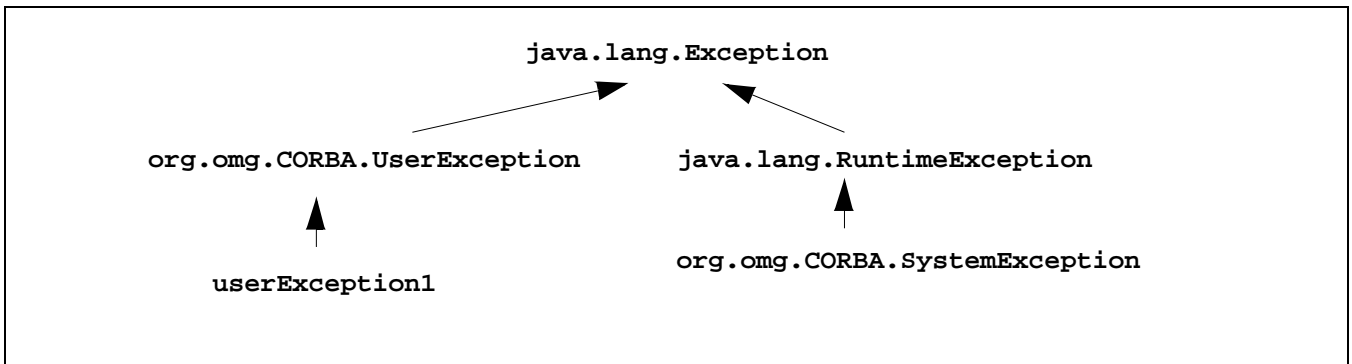 java.lang.Exception
org.omg.CORBA.UserException
java.lang.RuntimeException
userException1
org.omg.CORBA.SystemException